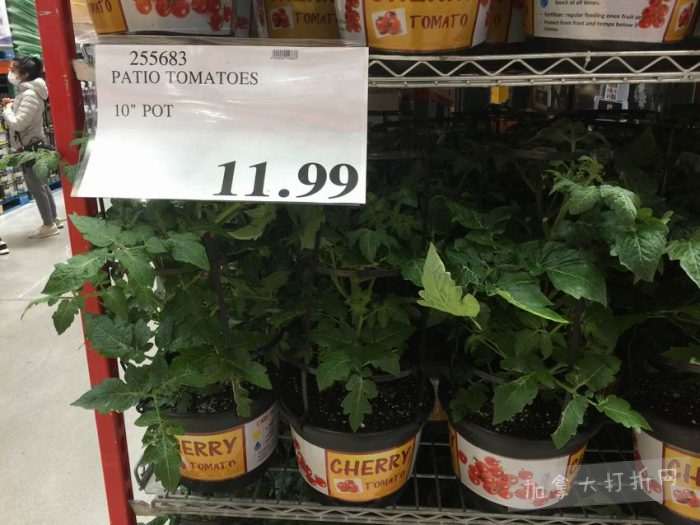 TOMATO
TOMATO
255683
PATIO TOMATOES
10" POT
11.99
CHERRY
TOMATO
CHERRY
TOMATO
加拿大打折网